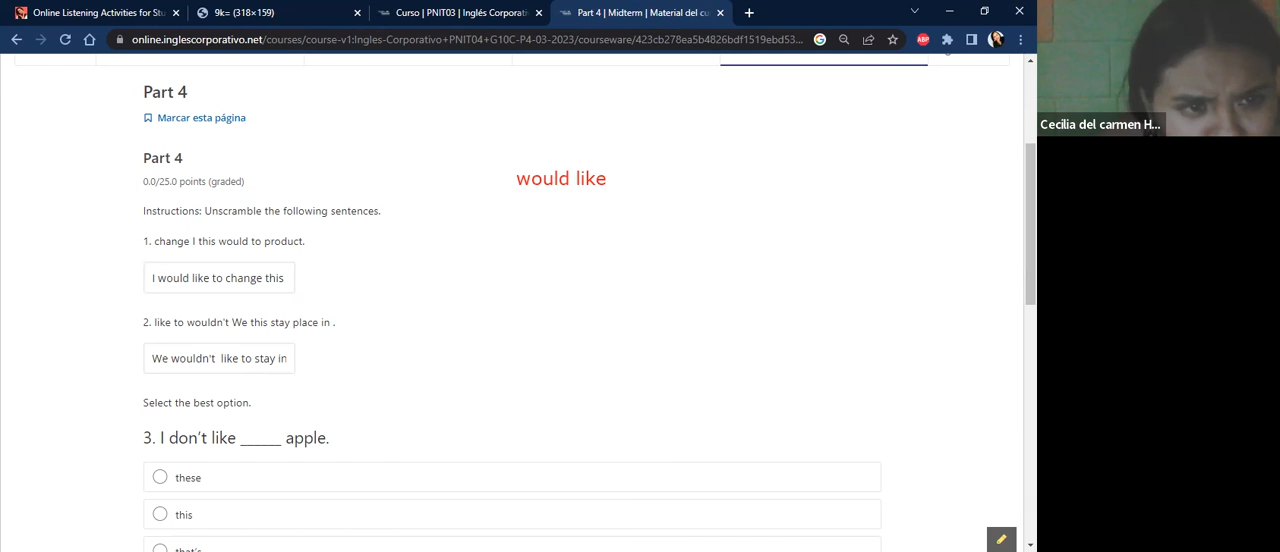 Online Listening Activities for Stu
9k= (318×159)
Curso | PNIT03 | Inglés Corporati
Part 4 | Midterm | Material del cu
online.inglescorporativo.net/courses/course-v1:Ingles-Corporativo+PNIT04+G10C-P4-03-2023/courseware/423cb278ea5b4826bdf1519ebd53...
ABP
Cecilia del carmen H...
Part 4
Marcar esta página
Part 4
0.0/25.0 points (graded)
would like
Instructions: Unscramble the following sentences.
1. change I this would to product.
I would like to change this
2. like to wouldn't We this stay place in .
We wouldn't  like to stay in
Select the best option.
3. I don't like _____ apple.
these
this
that's